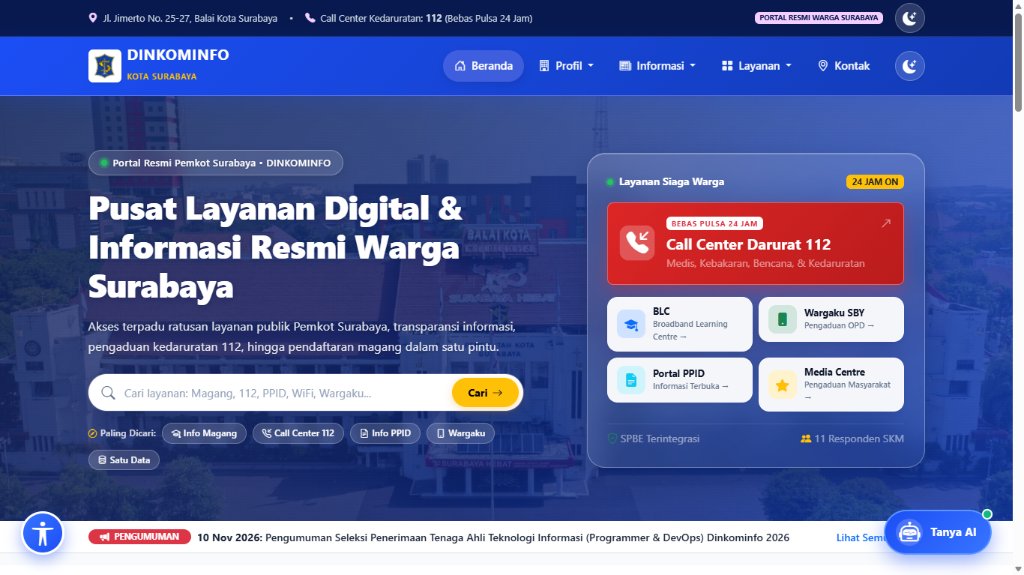 Jl. Jimerto No. 25-27, Balai Kota Surabaya • Call Center Kedaruratan: 112 (Bebas Pulsa 24 Jam)
PORTAL RESMI WARGA SURABAYA
DINKOMINFO
KOTA SURABAYA
Beranda
Profil
Informasi
Layanan
Kontak
Portal Resmi Pemkot Surabaya • DINKOMINFO
Pusat Layanan Digital &
Informasi Resmi Warga
Surabaya
Akses terpadu ratusan layanan publik Pemkot Surabaya, transparansi informasi,
pengaduan kedaruratan 112, hingga pendaftaran magang dalam satu pintu.
Cari layanan: Magang, 112, PPID, WiFi, Wargaku...
Cari →
Paling Dicari:
Info Magang
Call Center 112
Info PPID
Wargaku
Satu Data
Layanan Siaga Warga
24 JAM ON
BEBAS PULSA 24 JAM
Call Center Darurat 112
Medis, Kebakaran, Bencana, & Kedaruratan
BLC
Broadband Learning
Centre →
Wargaku SBY
Pengaduan OPD →
Portal PPID
Informasi Terbuka →
Media Centre
Pengaduan Masyarakat
→
SPBE Terintegrasi
11 Responden SKM
BALAI KOTA
SURABAYA HEBAT
PENGUMUMAN
10 Nov 2026: Pengumuman Seleksi Penerimaan Tenaga Ahli Teknologi Informasi (Programmer & DevOps) Dinkominfo 2026
Lihat Semu
Tanya AI